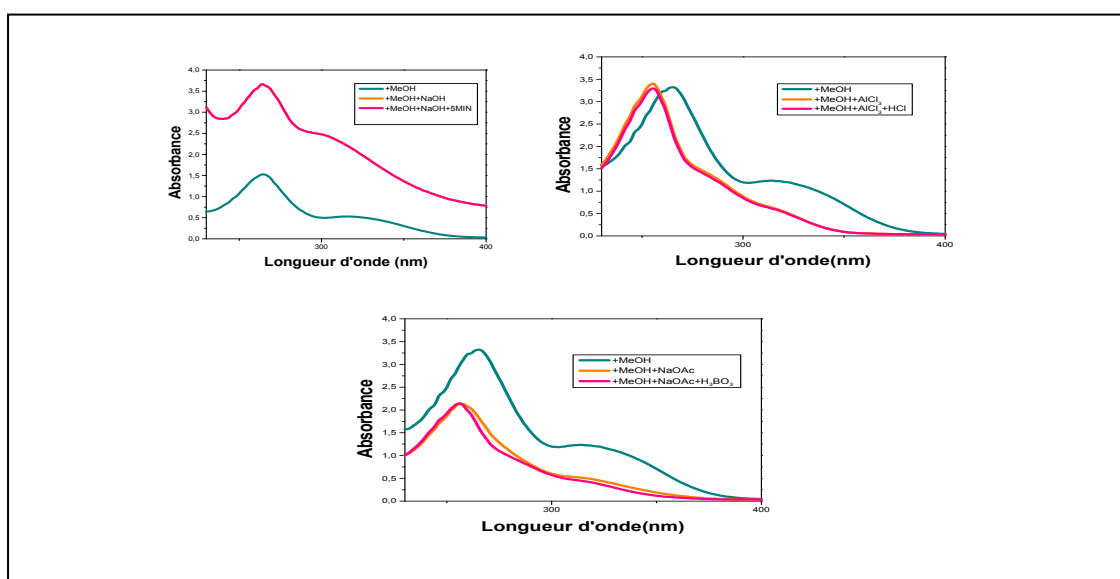 4,0
3,5
3,0
2,5
2,0
1,5
1,0
0,5
0,0
300
400
Absorbance
Longueur d'onde (nm)
+MeOH
+MeOH+NaOH
+MeOH+NaOH+5MIN
4,0
3,5
3,0
2,5
2,0
1,5
1,0
0,5
0,0
300
400
Absorbance
Longueur d'onde(nm)
+MeOH
+MeOH+AlCl3
+MeOH+AlCl3+HCl
4,0
3,5
3,0
2,5
2,0
1,5
1,0
0,5
0,0
300
400
Absorbance
Longueur d'onde(nm)
+MeOH
+MeOH+NaOAc
+MeOH+NaOAc+H3BO3